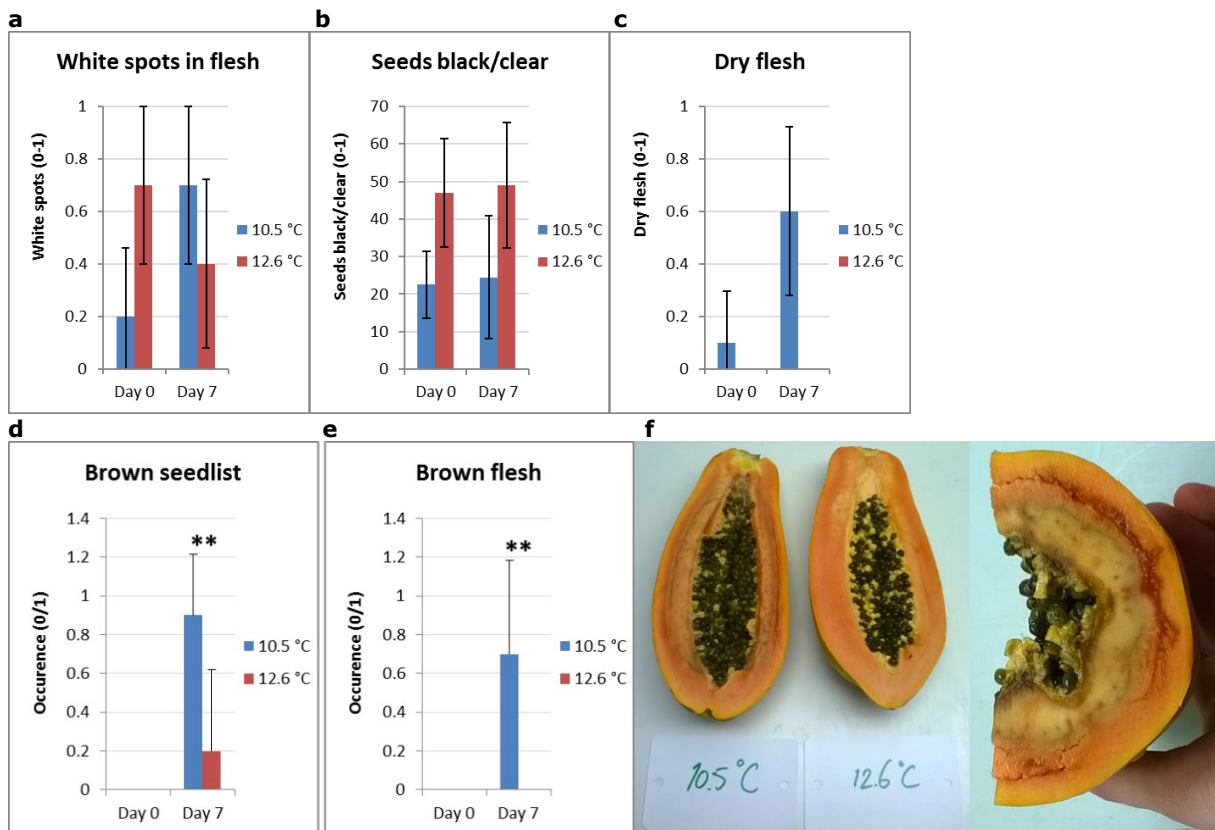 a
White spots in flesh
White spots (0-1)
1
0.8
0.6
0.4
0.2
0
Day 0 Day 7
10.5 °C
12.6 °C
b
Seeds black/clear
Seeds black/clear (0-1)
70
60
50
40
30
20
10
0
Day 0 Day 7
10.5 °C
12.6 °C
c
Dry flesh
Dry flesh (0-1)
1
0.8
0.6
0.4
0.2
0
Day 0 Day 7
10.5 °C
12.6 °C
d
Brown seedlist
Occurence (0/1)
1.4
1.2
1
0.8
0.6
0.4
0.2
0
**
Day 0 Day 7
10.5 °C
12.6 °C
e
Brown flesh
Occurence (0/1)
1.4
1.2
1
0.8
0.6
0.4
0.2
0
**
Day 0 Day 7
10.5 °C
12.6 °C
f
10.5 °C
12.6 °C